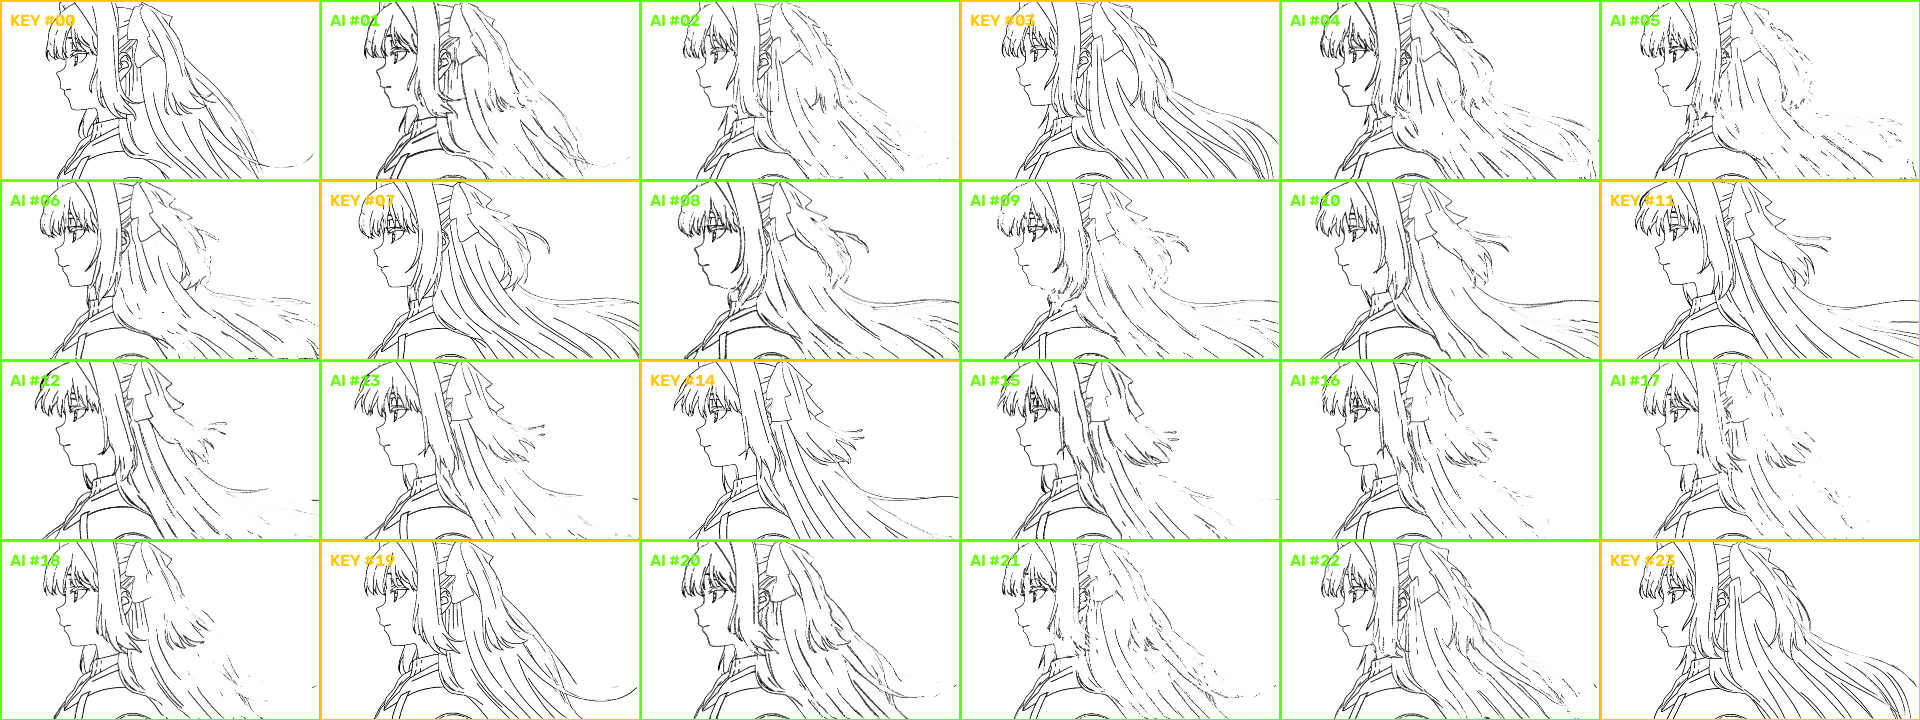 KEY #00
AI #01
AI #02
KEY #03
AI #04
AI #05
AI #06
KEY #07
AI #08
AI #09
AI #10
KEY #11
AI #12
AI #13
KEY #14
AI #15
AI #16
AI #17
AI #18
KEY #19
AI #20
AI #21
AI #22
KEY #23